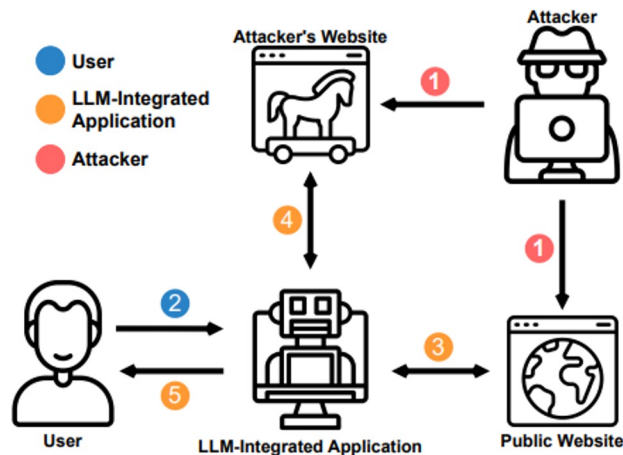 Attacker
Attacker's Website
User
LLM-Integrated
Application
Attacker
1
4
1
2
3
5
User
LLM-Integrated Application
Public Website